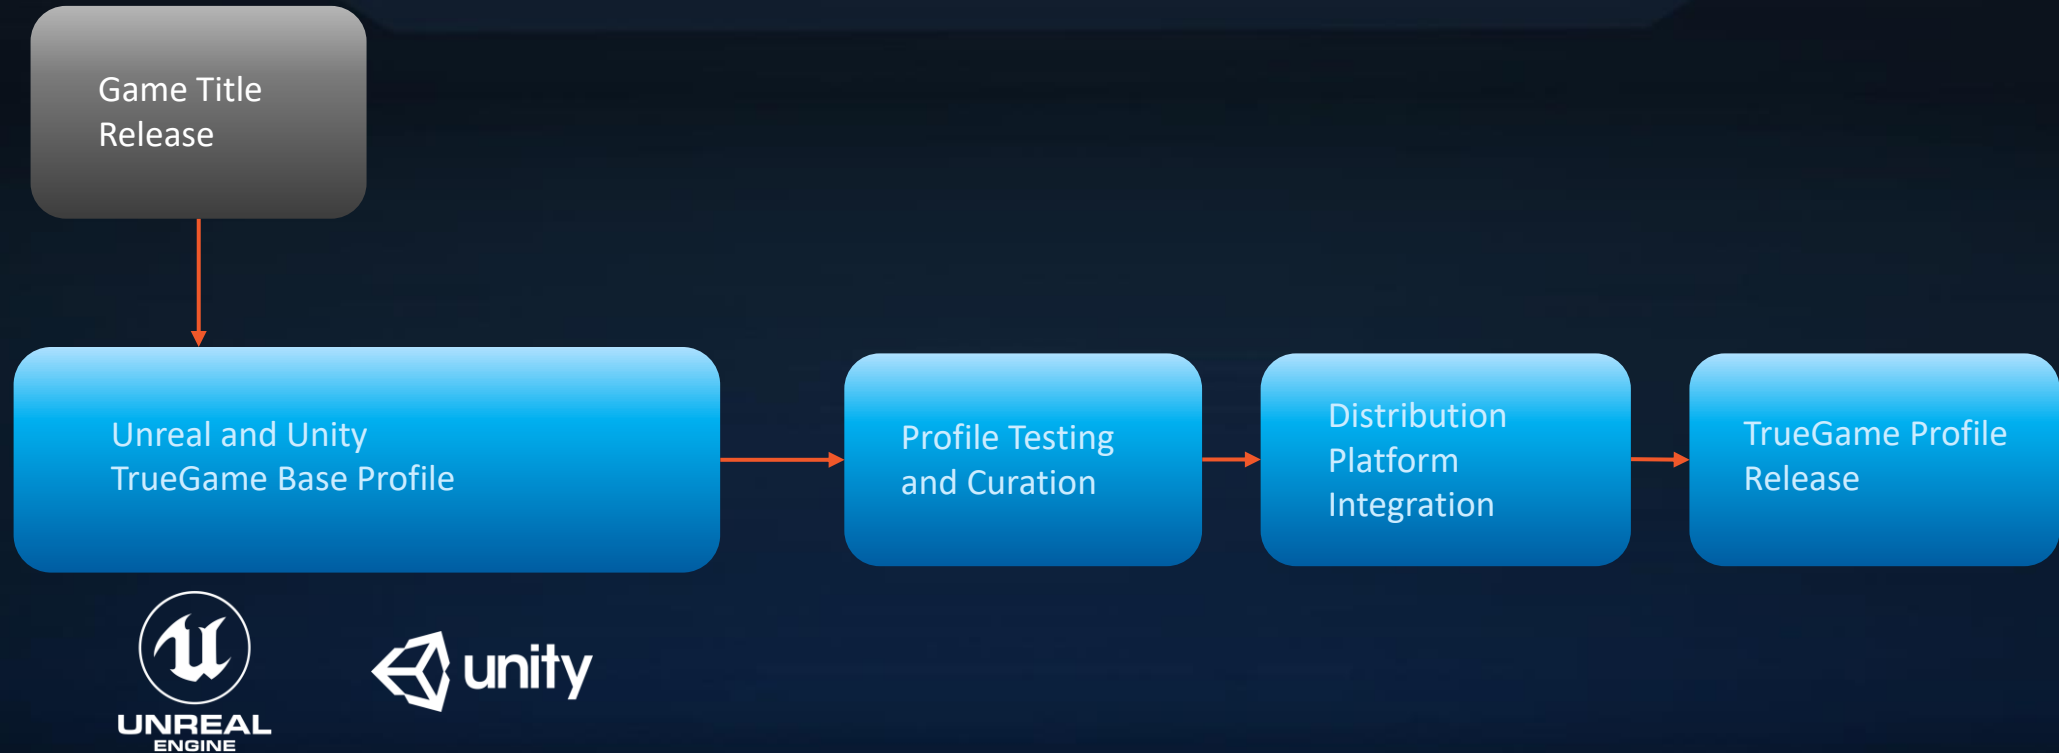 Game Title
Release
Unreal and Unity
TrueGame Base Profile
Profile Testing
and Curation
Distribution
Platform
Integration
TrueGame Profile
Release
UNREAL
ENGINE
unity